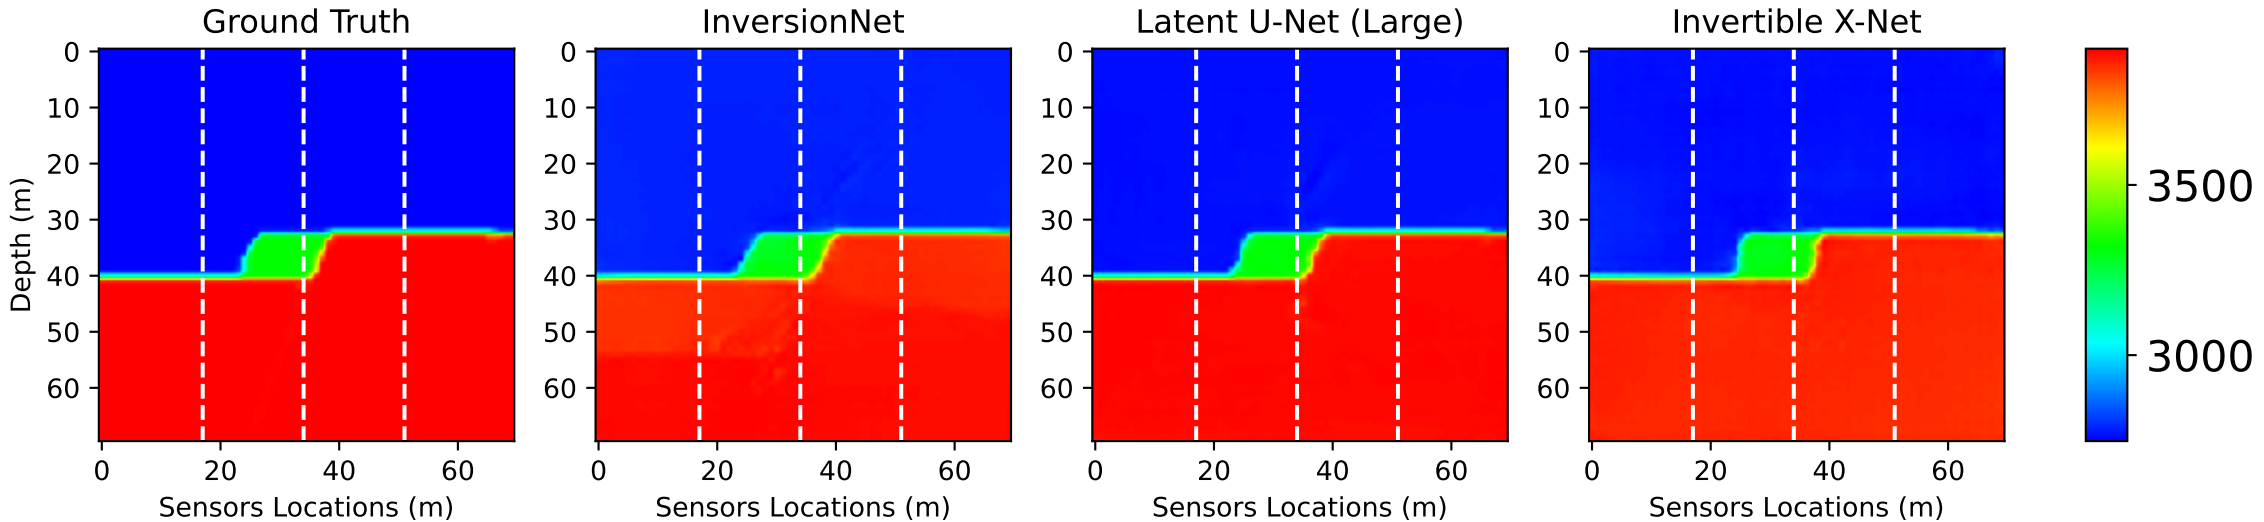 Ground Truth
InversionNet
Latent U-Net (Large)
Invertible X-Net
Depth (m)
0
10
20
30
40
50
60
0 20 40 60
Sensors Locations (m)
0
10
20
30
40
50
60
0 20 40 60
Sensors Locations (m)
0
10
20
30
40
50
60
0 20 40 60
Sensors Locations (m)
0
10
20
30
40
50
60
0 20 40 60
Sensors Locations (m)
3500
3000